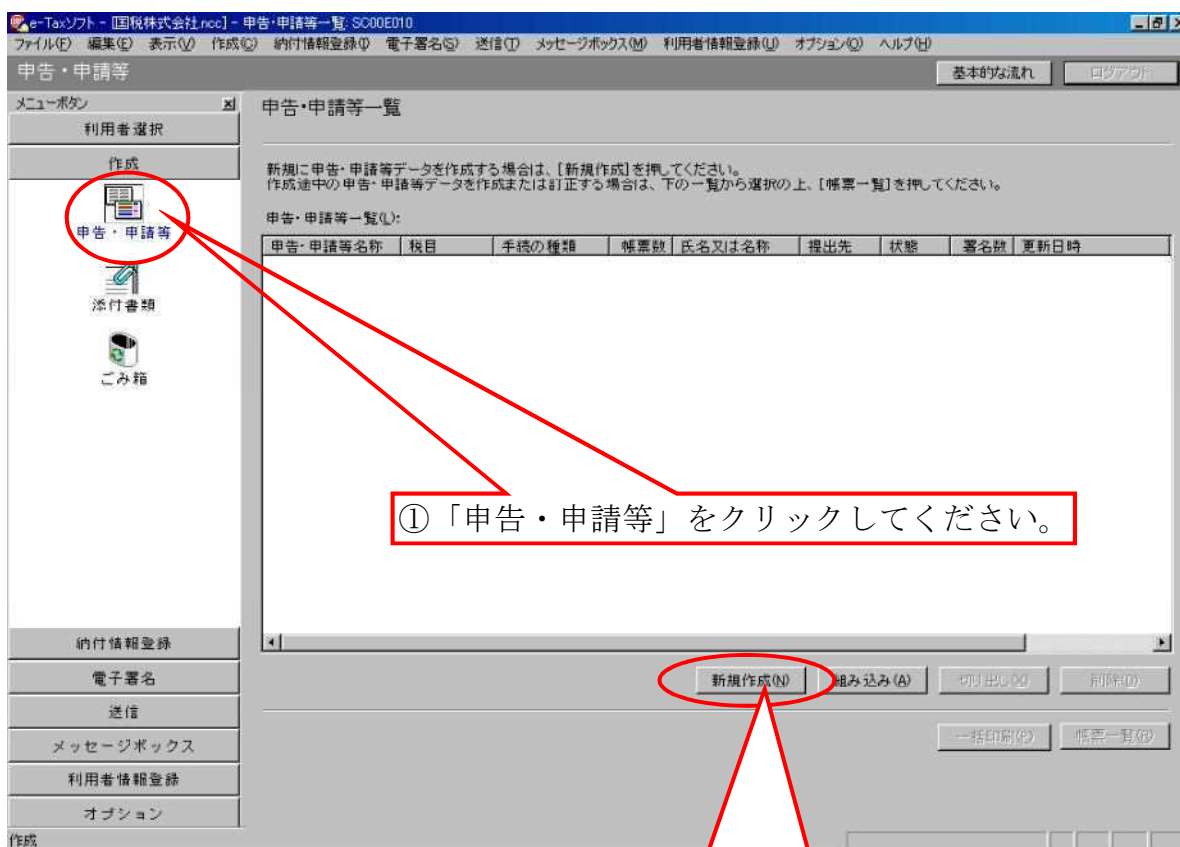 e-Taxソフト - [国税株式会社.ncc] - 申告・申請等一覧: SC00E010
ファイル(F) 編集(E) 表示(V) 作成(C) 納付情報登録(I) 電子署名(S) 送信(T) メッセージボックス(M) 利用者情報登録(U) オプション(O) ヘルプ(H)
申告・申請等 基本的な流れ ログアウト
メニューボタン
利用者選択
作成
申告・申請等
添付書類
ごみ箱
納付情報登録
電子署名
送信
メッセージボックス
利用者情報登録
オプション
申告・申請等一覧
新規に申告・申請等データを作成する場合は、[新規作成]を押してください。
作成途中の申告・申請等データを作成または訂正する場合は、下の一覧から選択の上、[帳票一覧]を押してください。
申告・申請等一覧(L):
申告・申請等名称 税目 手続の種類 帳票数 氏名又は名称 提出先 状態 署名数 更新日時
①「申告・申請等」をクリックしてください。
新規作成(N) 組み込み(A) 切り出し(X) 削除(D)
一括印刷(P) 帳票一覧(R)
作成